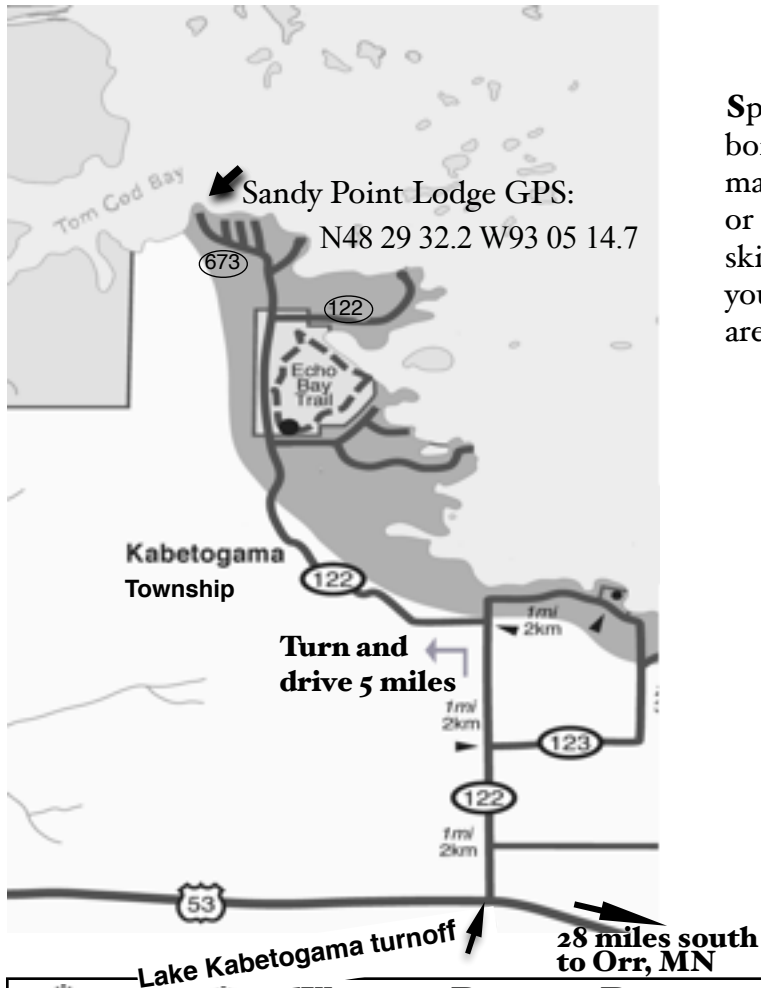 Tom Cod Bay
Sandy Point Lodge GPS:
N48 29 32.2 W93 05 14.7
673
122
Echo
Bay
Trail
Kabetogama
Township
122
1mi
2km
Turn and
drive 5 miles
1mi
2km
123
122
1mi
2km
53
Lake Kabetogama turnoff
28 miles south
to Orr, MN